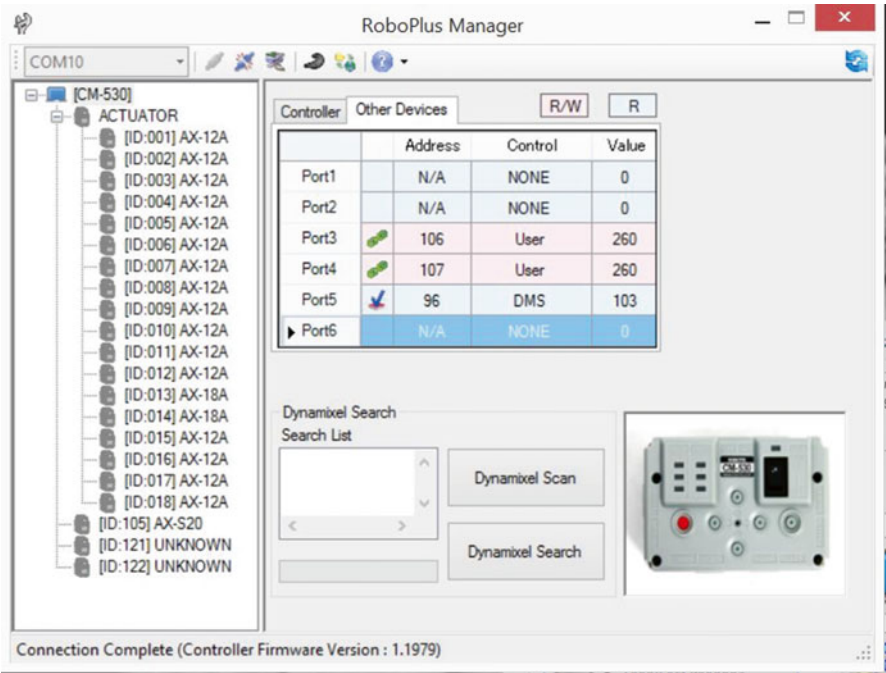 RoboPlus Manager
COM10
[CM-530]
ACTUATOR
[ID:001] AX-12A
[ID:002] AX-12A
[ID:003] AX-12A
[ID:004] AX-12A
[ID:005] AX-12A
[ID:006] AX-12A
[ID:007] AX-12A
[ID:008] AX-12A
[ID:009] AX-12A
[ID:010] AX-12A
[ID:011] AX-12A
[ID:012] AX-12A
[ID:013] AX-18A
[ID:014] AX-18A
[ID:015] AX-12A
[ID:016] AX-12A
[ID:017] AX-12A
[ID:018] AX-12A
[ID:105] AX-S20
[ID:121] UNKNOWN
[ID:122] UNKNOWN
Controller Other Devices R/W R
Address Control Value
Port1 N/A NONE 0
Port2 N/A NONE 0
Port3 106 User 260
Port4 107 User 260
Port5 96 DMS 103
Port6 N/A NONE 0
Dynamixel Search
Search List
Dynamixel Scan
Dynamixel Search
CM-530
Connection Complete (Controller Firmware Version : 1.1979)